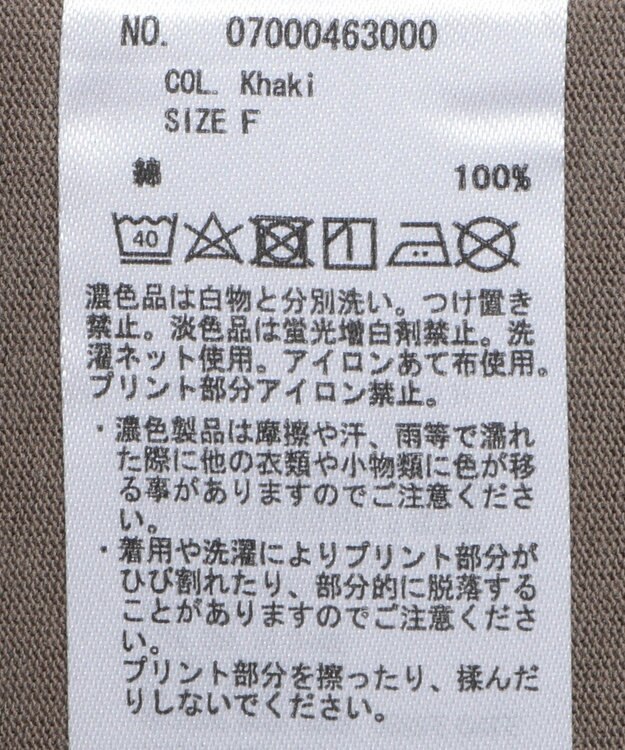 NO. 07000463000
COL. Khaki
SIZE F
綿 100%
40
濃色品は白物と分別洗い。つけ置き
禁止。淡色品は蛍光増白剤禁止。洗
濯ネット使用。アイロンあて布使用。
プリント部分アイロン禁止。
・濃色製品は摩擦や汗、雨等で濡れ
た際に他の衣類や小物類に色が移
る事がありますのでご注意くださ
い。
・着用や洗濯によりプリント部分が
ひび割れたり、部分的に脱落する
ことがありますのでご注意くださ
い。
プリント部分を擦ったり、揉んだ
りしないでください。